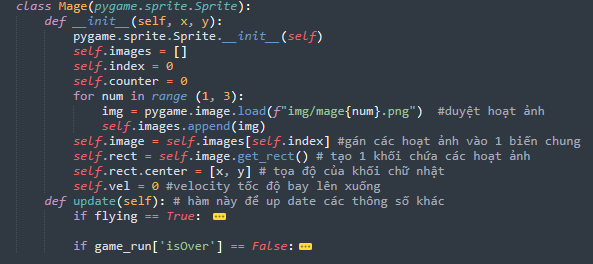 class Mage(pygame.sprite.Sprite):
    def __init__(self, x, y):
        pygame.sprite.Sprite.__init__(self)
        self.images = []
        self.index = 0
        self.counter = 0
        for num in range (1, 3):
            img = pygame.image.load(f"img/mage{num}.png")  #duyệt hoạt ảnh
            self.images.append(img)
        self.image = self.images[self.index] #gán các hoạt ảnh vào 1 biến chung
        self.rect = self.image.get_rect() # tạo 1 khối chứa các hoạt ảnh
        self.rect.center = [x, y] # tọa độ của khối chữ nhật
        self.vel = 0 #velocity tốc độ bay lên xuống
    def update(self): # hàm này để up date các thông số khác
        if flying == True:
        if game_run['isOver'] == False: